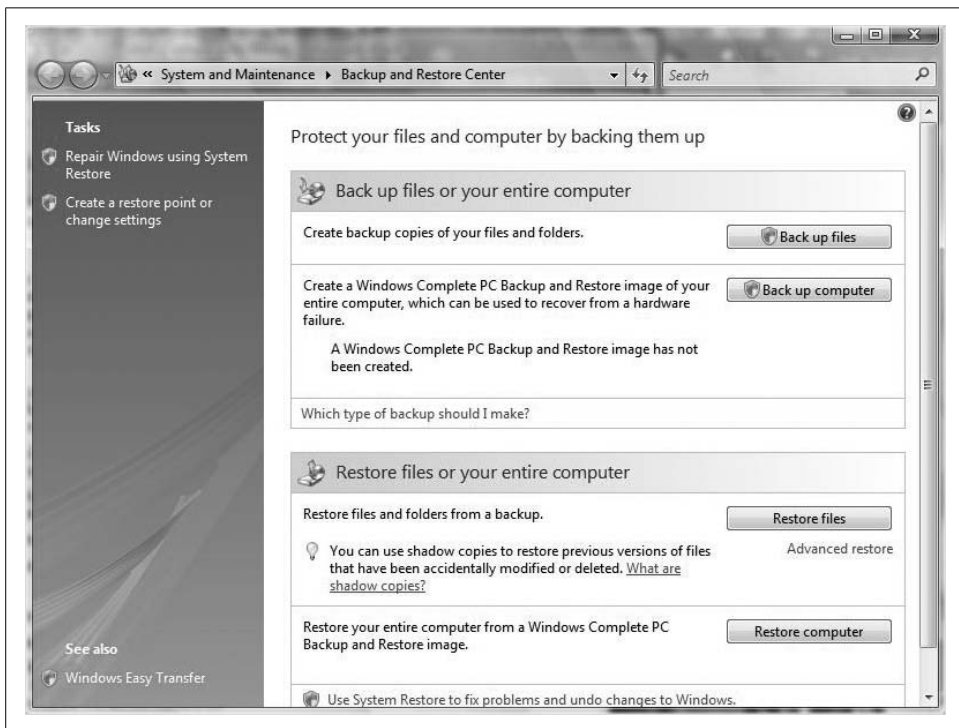 « System and Maintenance ▸ Backup and Restore Center
Search
Tasks
Repair Windows using System
Restore
Create a restore point or
change settings
See also
Windows Easy Transfer
Protect your files and computer by backing them up
Back up files or your entire computer
Create backup copies of your files and folders.
Back up files
Create a Windows Complete PC Backup and Restore image of your
entire computer, which can be used to recover from a hardware
failure.
Back up computer
A Windows Complete PC Backup and Restore image has not
been created.
Which type of backup should I make?
Restore files or your entire computer
Restore files and folders from a backup.
Restore files
You can use shadow copies to restore previous versions of files
that have been accidentally modified or deleted. What are
shadow copies?
Advanced restore
Restore your entire computer from a Windows Complete PC
Backup and Restore image.
Restore computer
Use System Restore to fix problems and undo changes to Windows.